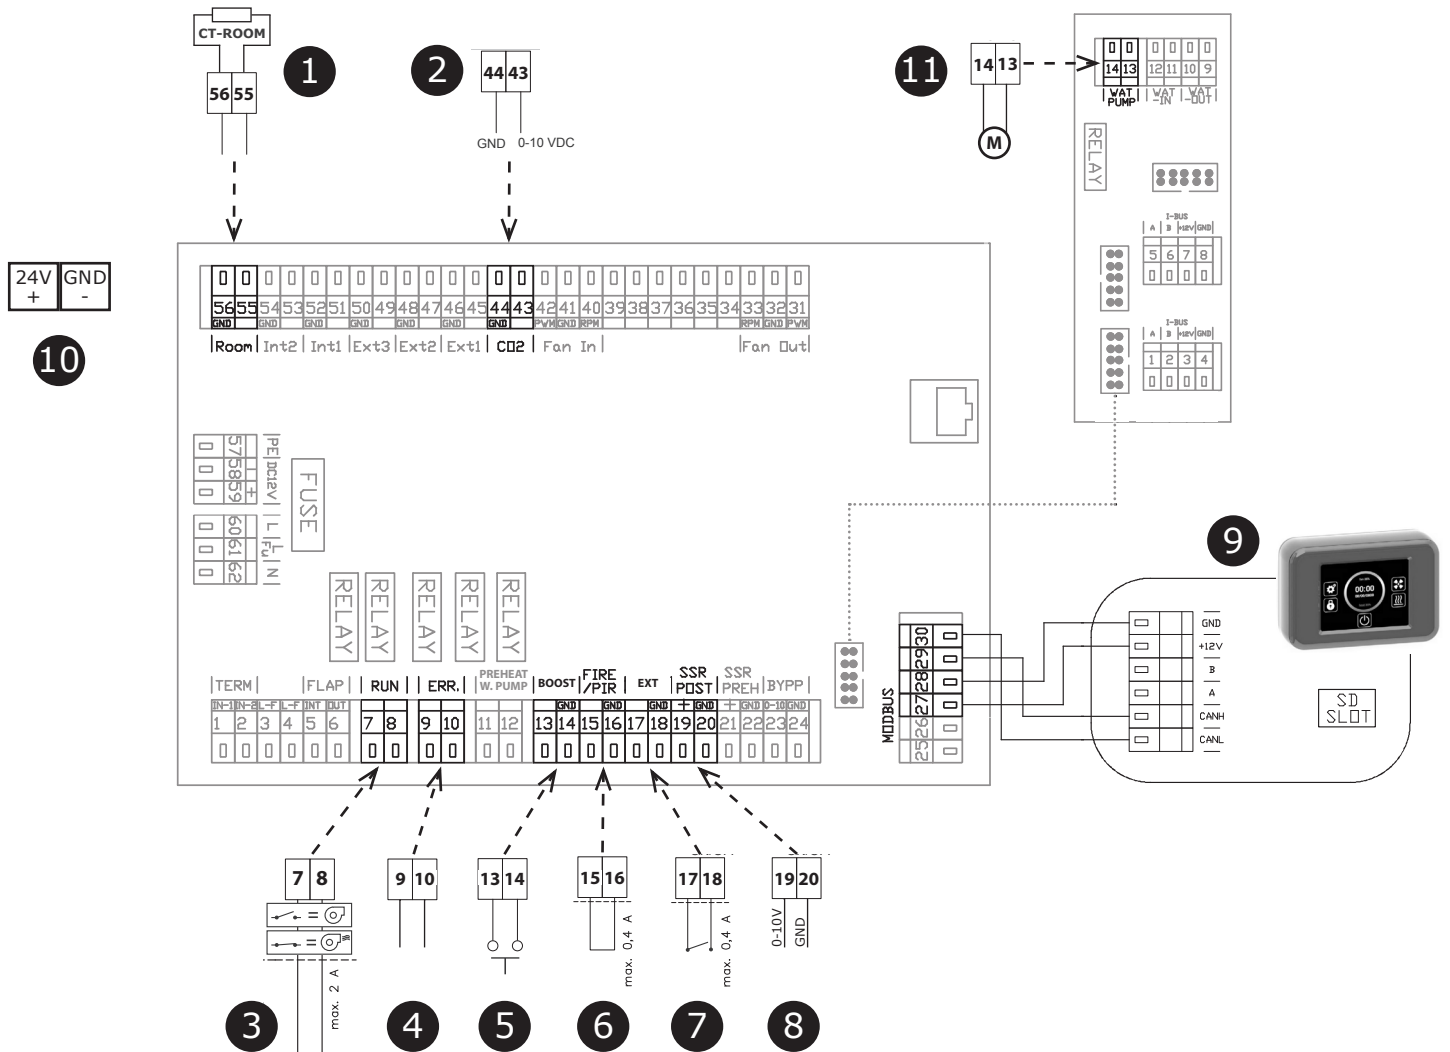 CT-ROOM
1
56 55
2
44 43
GND 0-10 VDC
11
14 13
M
14 13 12 11 10 9
WAT PUMP
WAT -IN
WAT -OUT
RELAY
I-BUS
A B +12V GND
5 6 7 8
I-BUS
A B +12V GND
1 2 3 4
24V GND
+ -
10
56 55 54 53 52 51 50 49 48 47 46 45 44 43 42 41 40 39 38 37 36 35 34 33 32 31
GND GND GND GND GND GND GND PWM GND RPM RPM GND PWM
Room Int2 Int1 Ext3 Ext2 Ext1 CO2 Fan In Fan Out
57 58 59
PE DC12V - +
60 61 62
L L Fu N
FUSE
RELAY RELAY RELAY RELAY RELAY
TERM FLAP RUN ERR. PREHEAT W. PUMP BOOST FIRE /PIR EXT SSR POST SSR PREH BYPP
IN-1 IN-2 L-F L-F INT OUT GND GND GND + GND + GND 0-10 GND
1 2 3 4 5 6 7 8 9 10 11 12 13 14 15 16 17 18 19 20 21 22 23 24
MODBUS
30
29
28
27
26
25
9
00:00
GND
+12V
B
A
CANH
CANL
SD
SLOT
7 8
=
=
max. 2 A
3
9 10
4
13 14
5
15 16
max. 0,4 A
6
17 18
max. 0,4 A
7
19 20
0-10V
GND
8